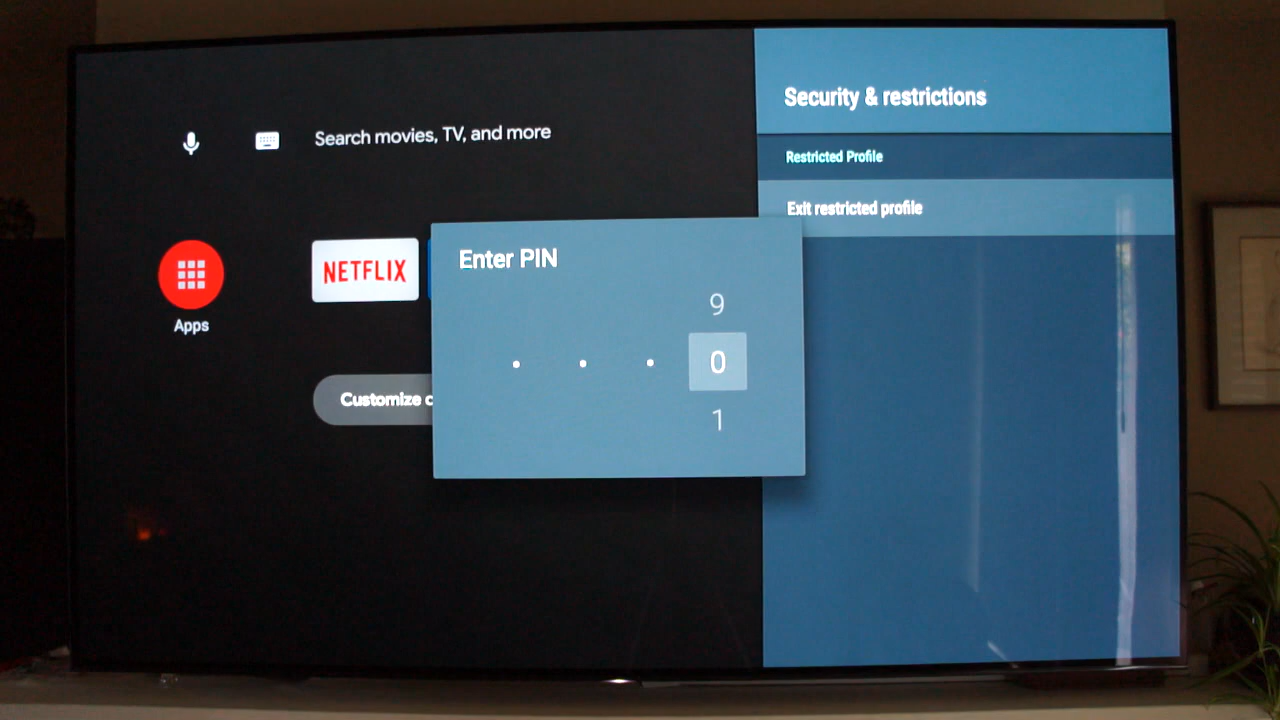 Search movies, TV, and more
Security & restrictions
Restricted Profile
Exit restricted profile
Apps
NETFLIX
Enter PIN
9
0
1
Customize c